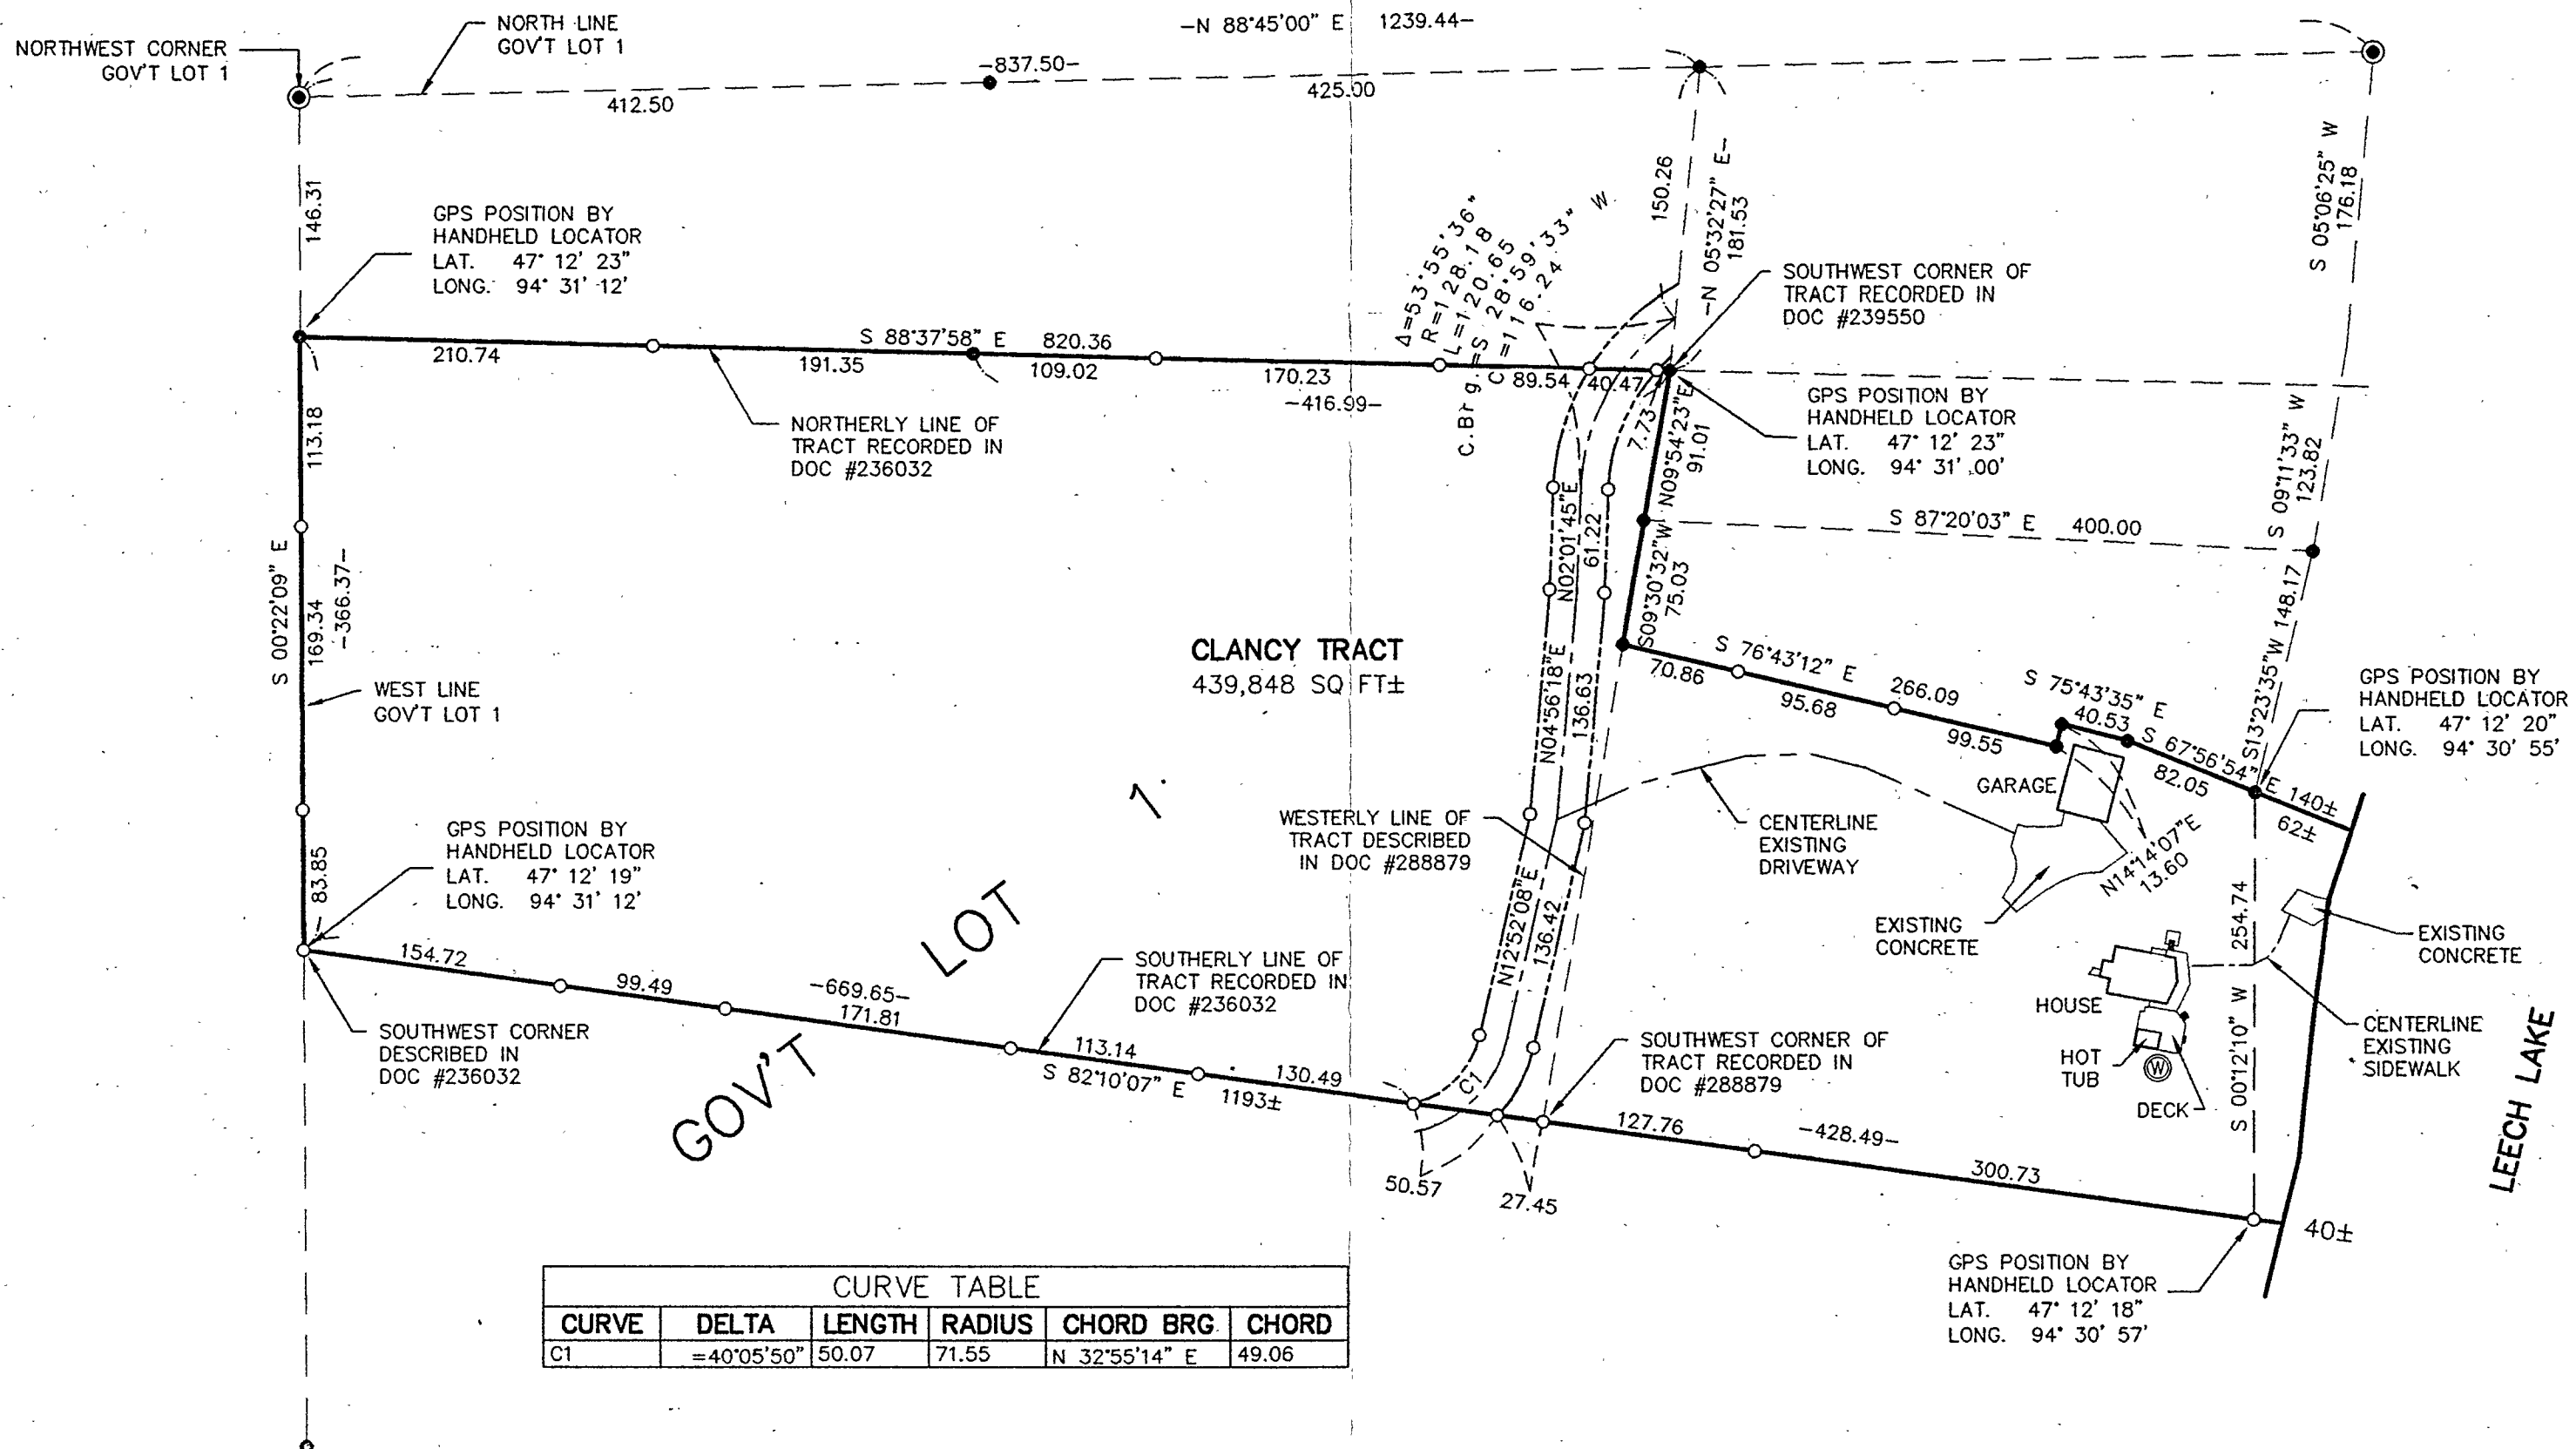 -N 88°45'00" E 1239.44-
NORTH LINE
GOV'T LOT 1
NORTHWEST CORNER
GOV'T LOT 1
-837.50-
412.50
425.00
146.31
150.26
-N 05°32'27" E-
181.53
S 05°06'25" W
176.18
GPS POSITION BY
HANDHELD LOCATOR
LAT. 47° 12' 23"
LONG. 94° 31' 12'
Δ=53°55'36"
R=128.18
L=120.65
C.Brg.=S 28°59'33" W
C=116.24
SOUTHWEST CORNER OF
TRACT RECORDED IN
DOC #239550
S 88°37'58" E 820.36
210.74
191.35
109.02
170.23
89.54
40.47
-416.99-
7.73
NORTHERLY LINE OF
TRACT RECORDED IN
DOC #236032
GPS POSITION BY
HANDHELD LOCATOR
LAT. 47° 12' 23"
LONG. 94° 31' 00'
113.18
N09°54'23"E
91.01
S 09°11'33" W
123.82
S 87°20'03" E 400.00
N02°01'45"E
61.22
S09°30'32"W
75.03
S 00°22'09" E
169.34
-366.37-
WEST LINE
GOV'T LOT 1
CLANCY TRACT
439,848 SQ FT±
N04°56'18"E
136.63
S 76°43'12" E
70.86
95.68
266.09
99.55
S 75°43'35" E
40.53
S 67°56'54" E
82.05
S13°23'35"W 148.17
140±
62±
GPS POSITION BY
HANDHELD LOCATOR
LAT. 47° 12' 20"
LONG. 94° 30' 55'
GARAGE
N14°14'07"E
13.60
WESTERLY LINE OF
TRACT DESCRIBED
IN DOC #288879
CENTERLINE
EXISTING
DRIVEWAY
GPS POSITION BY
HANDHELD LOCATOR
LAT. 47° 12' 19"
LONG. 94° 31' 12'
83.85
GOV'T LOT 1.
N12°52'08"E
136.42
EXISTING
CONCRETE
254.74
S 00°12'10" W
EXISTING
CONCRETE
CENTERLINE
EXISTING
SIDEWALK
HOUSE
HOT
TUB
W
DECK
LEECH LAKE
154.72
99.49
-669.65-
171.81
113.14
S 82°10'07" E
1193±
130.49
SOUTHERLY LINE OF
TRACT RECORDED IN
DOC #236032
SOUTHWEST CORNER
DESCRIBED IN
DOC #236032
C1
SOUTHWEST CORNER OF
TRACT RECORDED IN
DOC #288879
50.57
27.45
127.76
-428.49-
300.73
40±
GPS POSITION BY
HANDHELD LOCATOR
LAT. 47° 12' 18"
LONG. 94° 30' 57'
CURVE TABLE
CURVE DELTA LENGTH RADIUS CHORD BRG. CHORD
C1 =40°05'50" 50.07 71.55 N 32°55'14" E 49.06